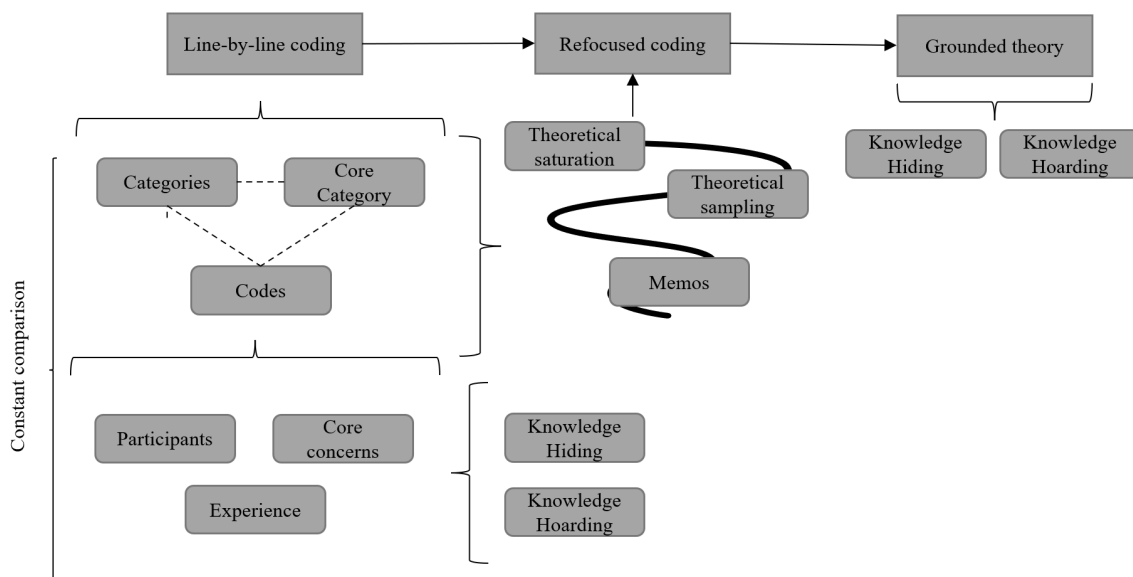 Line-by-line coding
Refocused coding
Grounded theory
Theoretical
saturation
Knowledge
Hiding
Knowledge
Hoarding
Categories
Core
Category
Theoretical
sampling
Codes
Memos
Constant comparison
Participants
Core
concerns
Knowledge
Hiding
Experience
Knowledge
Hoarding